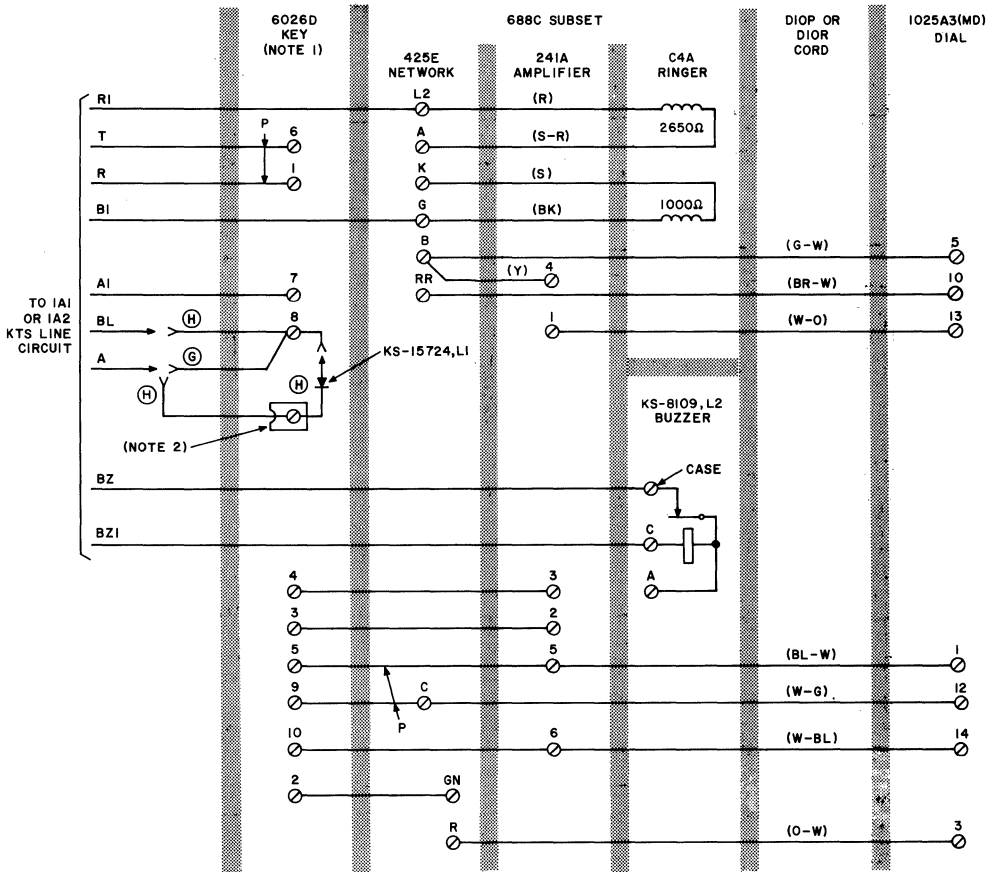 6026D
KEY
(NOTE 1)
688C SUBSET
DIOP OR
DIOR
CORD
1025A3(MD)
DIAL
425E
NETWORK
241A
AMPLIFIER
C4A
RINGER
R1
L2
(R)
2650Ω
T
P
6
A
(S-R)
R
1
K
(S)
1000Ω
B1
G
(BK)
B
(G-W)
5
(Y)
4
A1
7
RR
(BR-W)
10
TO 1A1
OR 1A2
KTS LINE
CIRCUIT
BL
H
8
1
(W-O)
13
A
G
KS-15724,L1
H
H
(NOTE 2)
KS-8109,L2
BUZZER
CASE
BZ
BZ1
C
4
3
A
3
2
5
5
(BL-W)
1
9
C
(W-G)
12
P
10
6
(W-BL)
14
2
GN
R
(O-W)
3